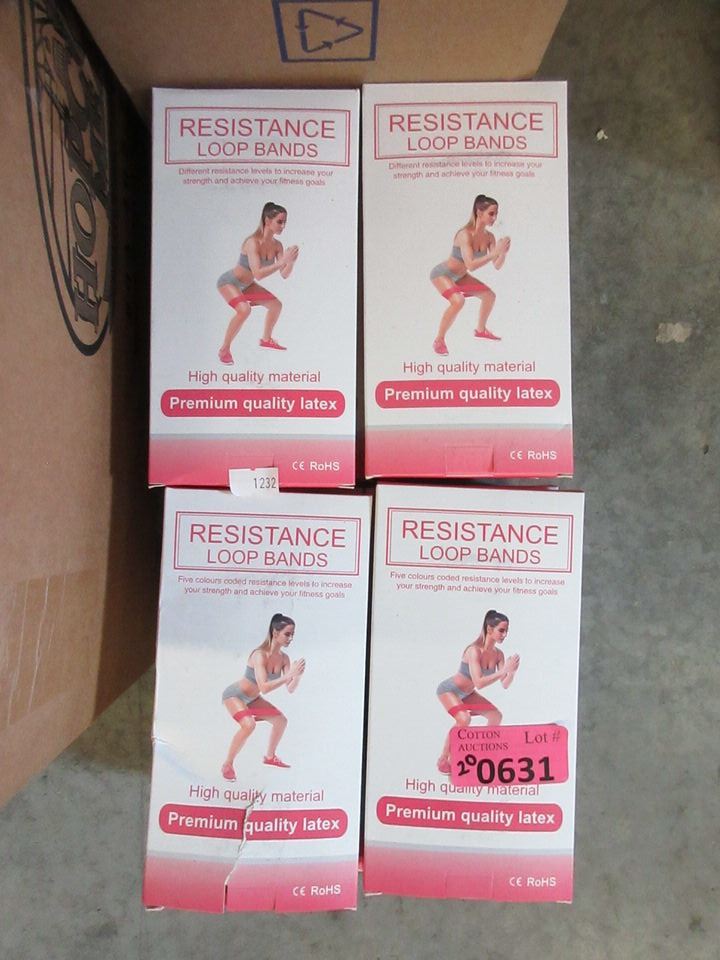 RESISTANCE
LOOP BANDS
Different resistance levels to increase your
strength and achieve your fitness goals
High quality material
Premium quality latex
CE RoHS
1232
RESISTANCE
LOOP BANDS
Different resistance levels to increase your
strength and achieve your fitness goals
High quality material
Premium quality latex
CE RoHS
RESISTANCE
LOOP BANDS
Five colours coded resistance levels to increase
your strength and achieve your fitness goals
High quality material
Premium quality latex
CE RoHS
RESISTANCE
LOOP BANDS
Five colours coded resistance levels to increase
your strength and achieve your fitness goals
COTTON
AUCTIONS
Lot #
20
0631
High quality material
Premium quality latex
CE RoHS